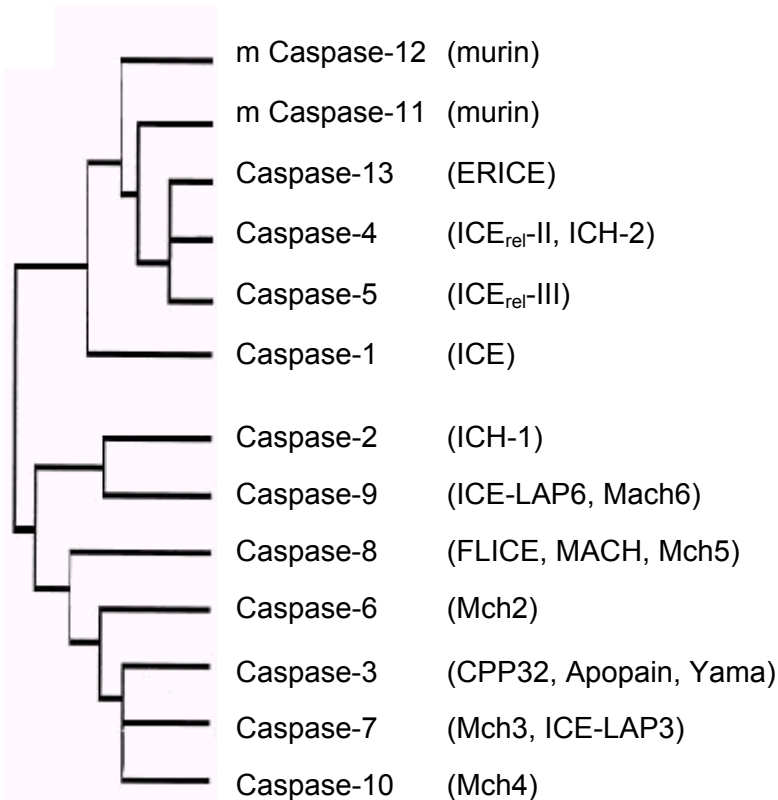 m Caspase-12 (murin)
m Caspase-11 (murin)
Caspase-13 (ERICE)
Caspase-4 (ICErel-II, ICH-2)
Caspase-5 (ICErel-III)
Caspase-1 (ICE)
Caspase-2 (ICH-1)
Caspase-9 (ICE-LAP6, Mach6)
Caspase-8 (FLICE, MACH, Mch5)
Caspase-6 (Mch2)
Caspase-3 (CPP32, Apopain, Yama)
Caspase-7 (Mch3, ICE-LAP3)
Caspase-10 (Mch4)